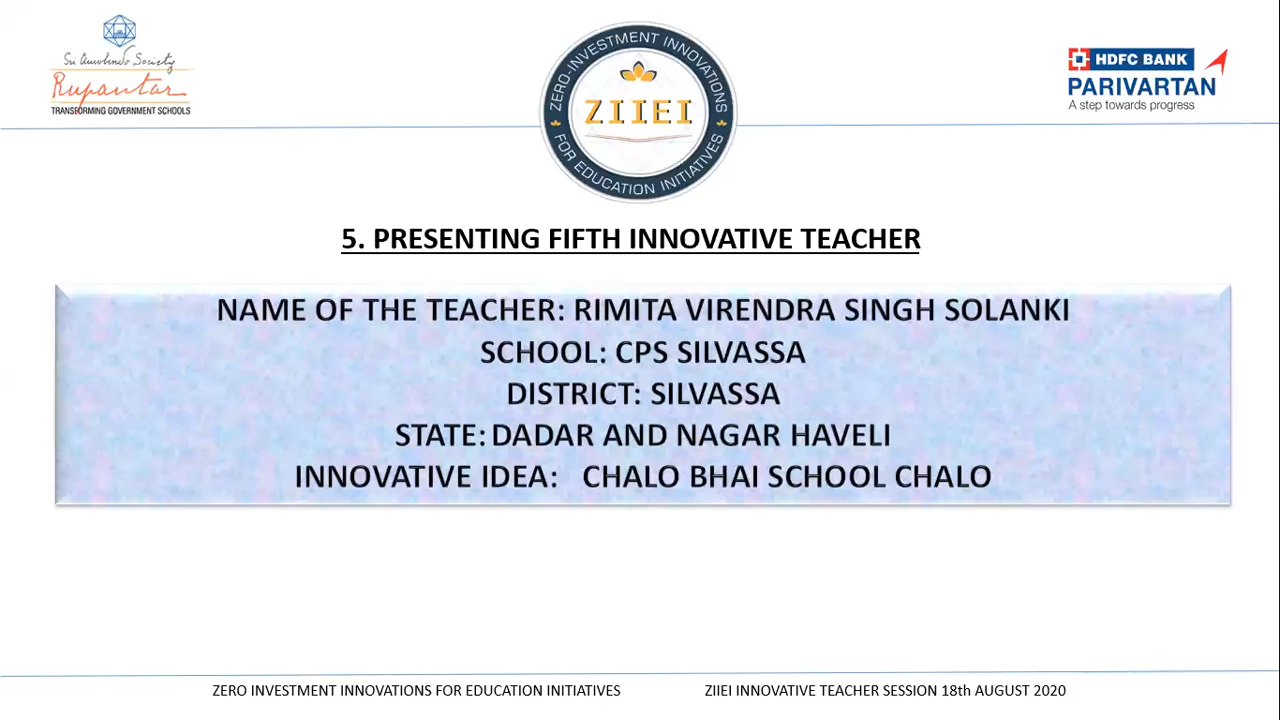 Sri Aurobindo Society
Rupantar
TRANSFORMING GOVERNMENT SCHOOLS
ZERO-INVESTMENT INNOVATIONS
ZIIEI
FOR EDUCATION INITIATIVES
HDFC BANK
PARIVARTAN
A step towards progress
5. PRESENTING FIFTH INNOVATIVE TEACHER
NAME OF THE TEACHER: RIMITA VIRENDRA SINGH SOLANKI
SCHOOL: CPS SILVASSA
DISTRICT: SILVASSA
STATE: DADAR AND NAGAR HAVELI
INNOVATIVE IDEA: CHALO BHAI SCHOOL CHALO
ZERO INVESTMENT INNOVATIONS FOR EDUCATION INITIATIVES
ZIIEI INNOVATIVE TEACHER SESSION 18th AUGUST 2020